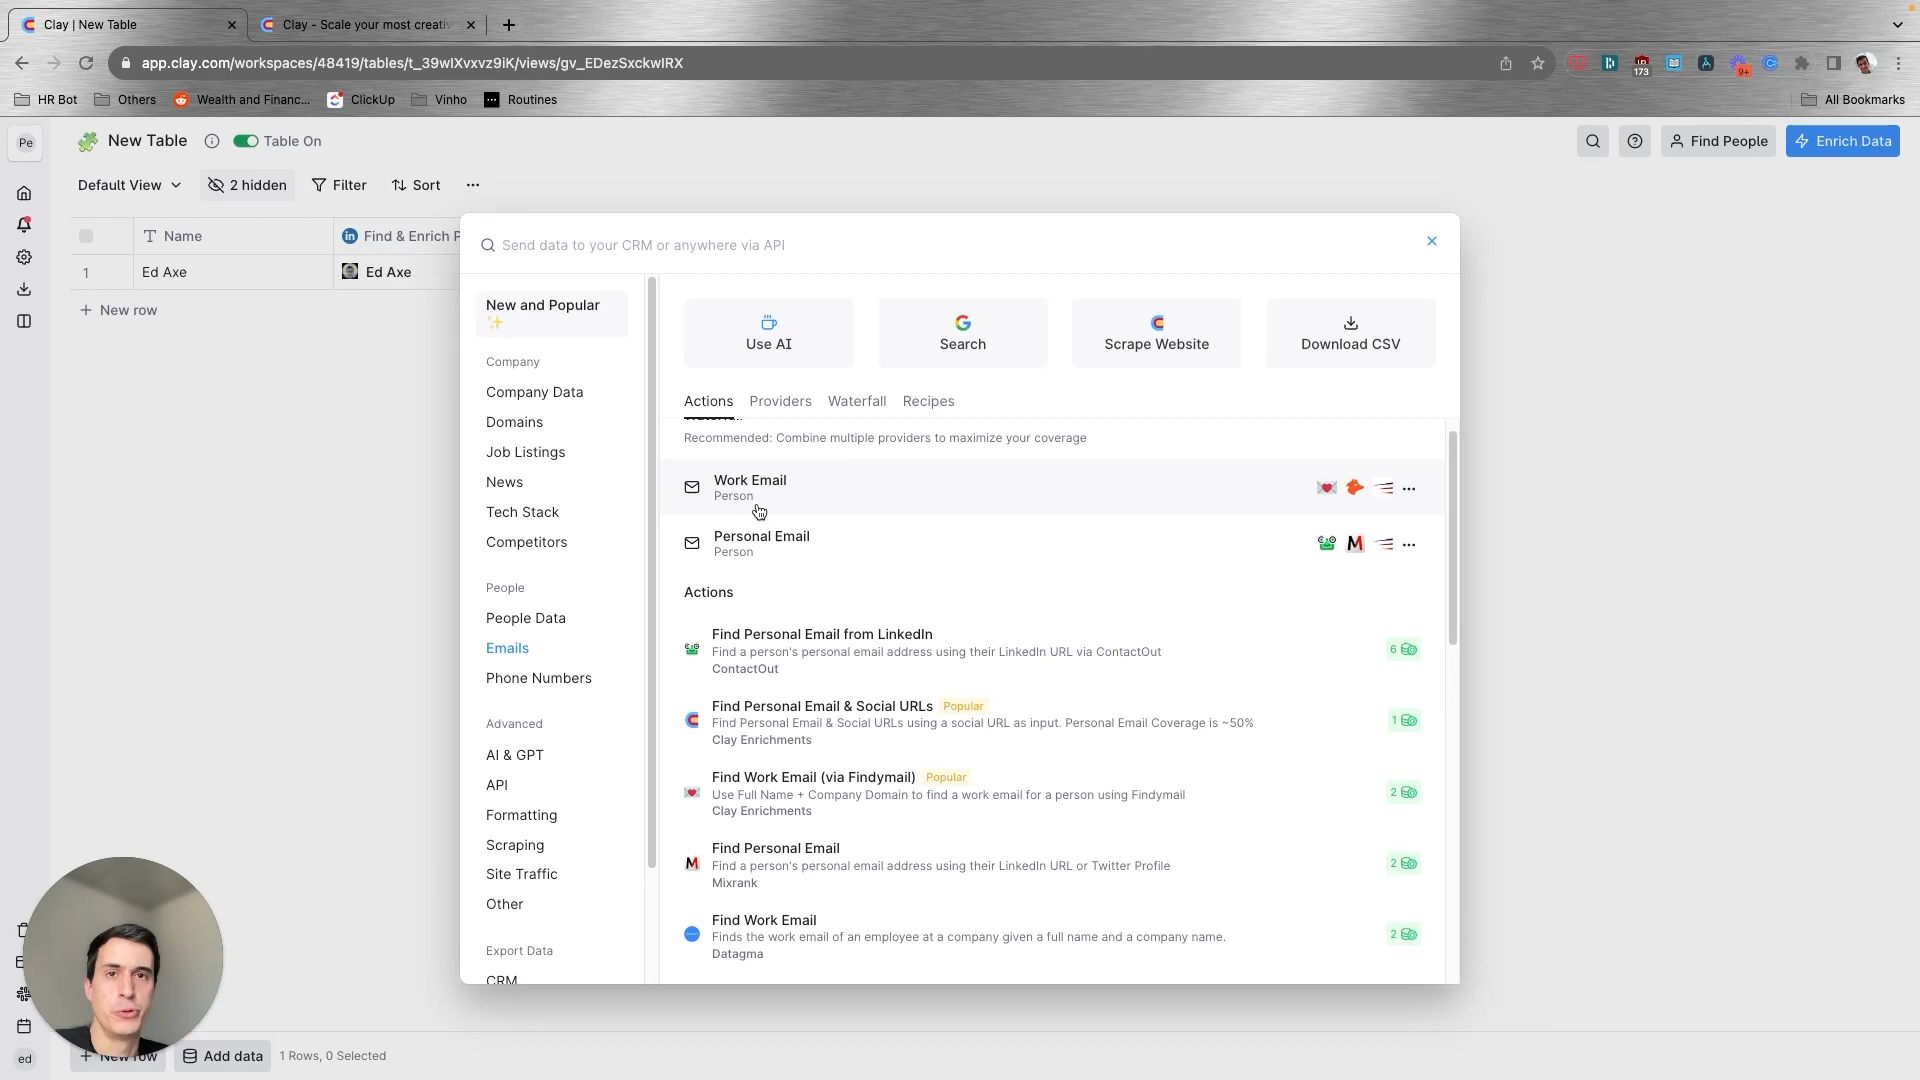 Clay | New Table
Clay - Scale your most creativ
app.clay.com/workspaces/48419/tables/t_39wIXvxvz9iK/views/gv_EDezSxckwIRX
173
9+
HR Bot
Others
Wealth and Financ...
ClickUp
Vinho
Routines
All Bookmarks
Pe
New Table
Table On
Find People
Enrich Data
Default View
2 hidden
Filter
Sort
Name
Find & Enrich P
1
Ed Axe
Ed Axe
New row
Send data to your CRM or anywhere via API
New and Popular
Company
Company Data
Domains
Job Listings
News
Tech Stack
Competitors
People
People Data
Emails
Phone Numbers
Advanced
AI & GPT
API
Formatting
Scraping
Site Traffic
Other
Export Data
CRM
Use AI
Search
Scrape Website
Download CSV
Actions
Providers
Waterfall
Recipes
Recommended: Combine multiple providers to maximize your coverage
Work Email
Person
Personal Email
Person
Actions
Find Personal Email from LinkedIn
Find a person's personal email address using their LinkedIn URL via ContactOut
ContactOut
6
Find Personal Email & Social URLs Popular
Find Personal Email & Social URLs using a social URL as input. Personal Email Coverage is ~50%
Clay Enrichments
1
Find Work Email (via Findymail) Popular
Use Full Name + Company Domain to find a work email for a person using Findymail
Clay Enrichments
2
Find Personal Email
Find a person's personal email address using their LinkedIn URL or Twitter Profile
Mixrank
2
Find Work Email
Finds the work email of an employee at a company given a full name and a company name.
Datagma
2
ed
New row
Add data
1 Rows, 0 Selected